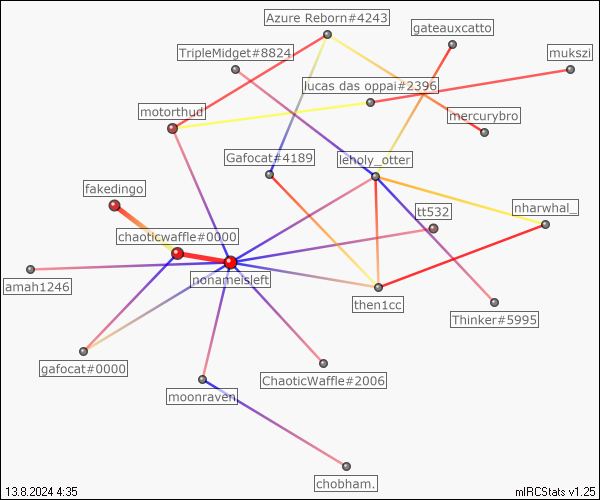 Azure Reborn#4243
gateauxcatto
TripleMidget#8824
mukszi
lucas das oppai#2396
motorthud
mercurybro
Gafocat#4189
leholy_otter
fakedingo
tt532
nharwhal_
chaoticwaffle#0000
amah1246
nonameisleft
then1cc
Thinker#5995
gafocat#0000
ChaoticWaffle#2006
moonraven
chobham.
13.8.2024 4:35
mIRCStats v1.25